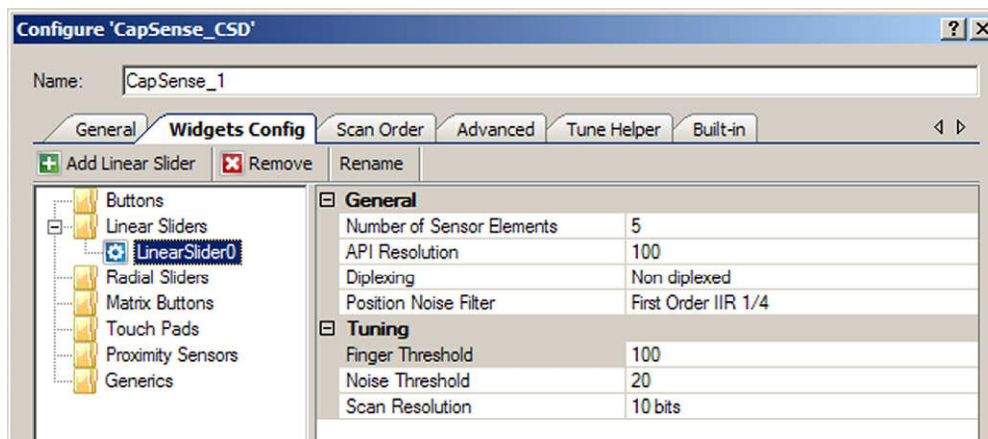 Configure 'CapSense_CSD'
Name: CapSense_1
General Widgets Config Scan Order Advanced Tune Helper Built-in
Add Linear Slider Remove Rename
Buttons
Linear Sliders
LinearSlider0
Radial Sliders
Matrix Buttons
Touch Pads
Proximity Sensors
Generics
General
Number of Sensor Elements 5
API Resolution 100
Diplexing Non diplexed
Position Noise Filter First Order IIR 1/4
Tuning
Finger Threshold 100
Noise Threshold 20
Scan Resolution 10 bits